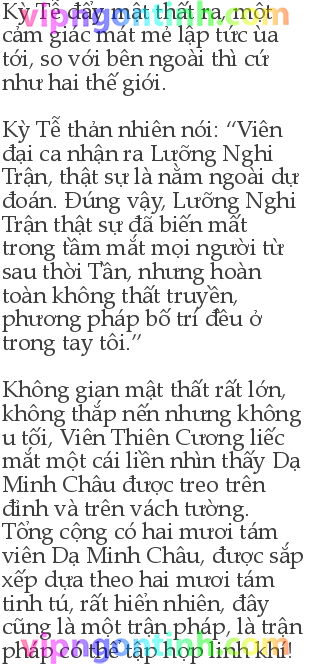 vipngontinh.com
Kỳ Tễ đẩy mật thất ra, một
cảm giác mát mẻ lập tức ùa
tới, so với bên ngoài thì cứ
như hai thế giới.
Kỳ Tễ thản nhiên nói: “Viên
đại ca nhận ra Lưỡng Nghi
Trận, thật sự là nằm ngoài dự
đoán. Đúng vậy, Lưỡng Nghi
Trận thật sự đã biến mất
trong tầm mắt mọi người từ
sau thời Tần, nhưng hoàn
toàn không thất truyền,
phương pháp bố trí đều ở
trong tay tôi.”
Không gian mật thất rất lớn,
không thắp nến nhưng không
u tối, Viên Thiên Cương liếc
mắt một cái liền nhìn thấy Dạ
Minh Châu được treo trên
đỉnh và trên vách tường.
Tổng cộng có hai mươi tám
viên Dạ Minh Châu, được sắp
xếp dựa theo hai mươi tám
tinh tú, rất hiển nhiên, đây
cũng là một trận pháp, là trận
pháp có thể tập hợp linh khí!
vipngontinh.com